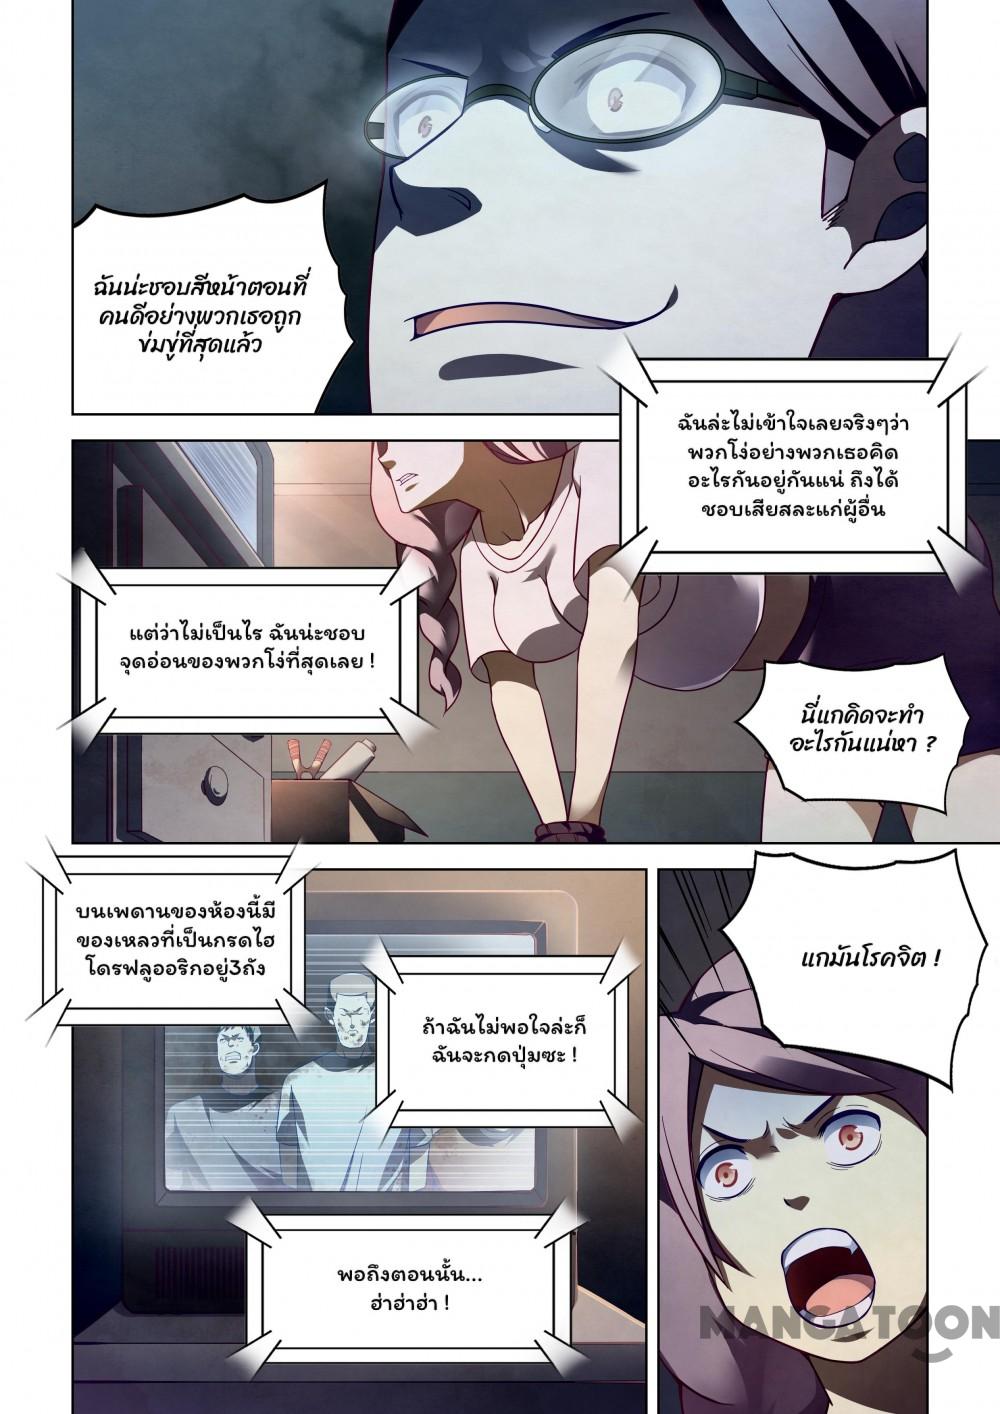 ฉันน่ะชอบสีหน้าตอนที่
คนดีอย่างพวกเธอถูก
ข่มขู่ที่สุดแล้ว
ฉันล่ะไม่เข้าใจเลยจริงๆว่า
พวกโง่อย่างพวกเธอคิด
อะไรกันอยู่กันแน่ ถึงได้
ชอบเสียสละแก่ผู้อื่น
แต่ว่าไม่เป็นไร ฉันน่ะชอบ
จุดอ่อนของพวกโง่ที่สุดเลย !
นี่แกคิดจะทำ
อะไรกันแน่หา ?
บนเพดานของห้องนี้มี
ของเหลวที่เป็นกรดไฮ
โดรฟลูออริกอยู่3ถัง
แกมันโรคจิต !
ถ้าฉันไม่พอใจล่ะก็
ฉันจะกดปุ่มซะ !
พอถึงตอนนั้น...
ฮ่าฮ่าฮ่า !
MANGATOON